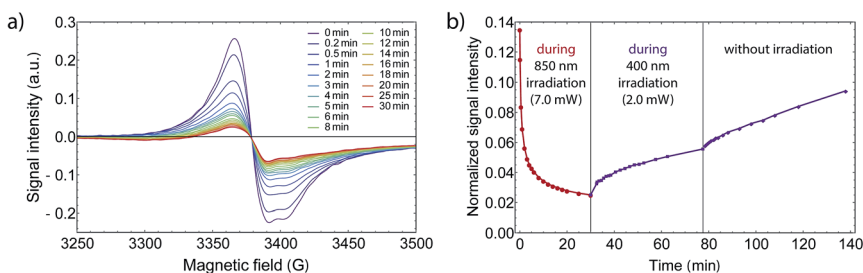 a)
Signal intensity (a.u.)
0.3
0.2
0.1
0.0
- 0.1
- 0.2
0 min
0.2 min
0.5 min
1 min
2 min
3 min
4 min
5 min
6 min
8 min
10 min
12 min
14 min
16 min
18 min
20 min
25 min
30 min
3250
3300
3350
3400
3450
3500
Magnetic field (G)
b)
Normalized signal intensity
0.14
0.12
0.10
0.08
0.06
0.04
0.02
0.00
during
850 nm
irradiation
(7.0 mW)
during
400 nm
irradiation
(2.0 mW)
without irradiation
0
20
40
60
80
100
120
140
Time (min)